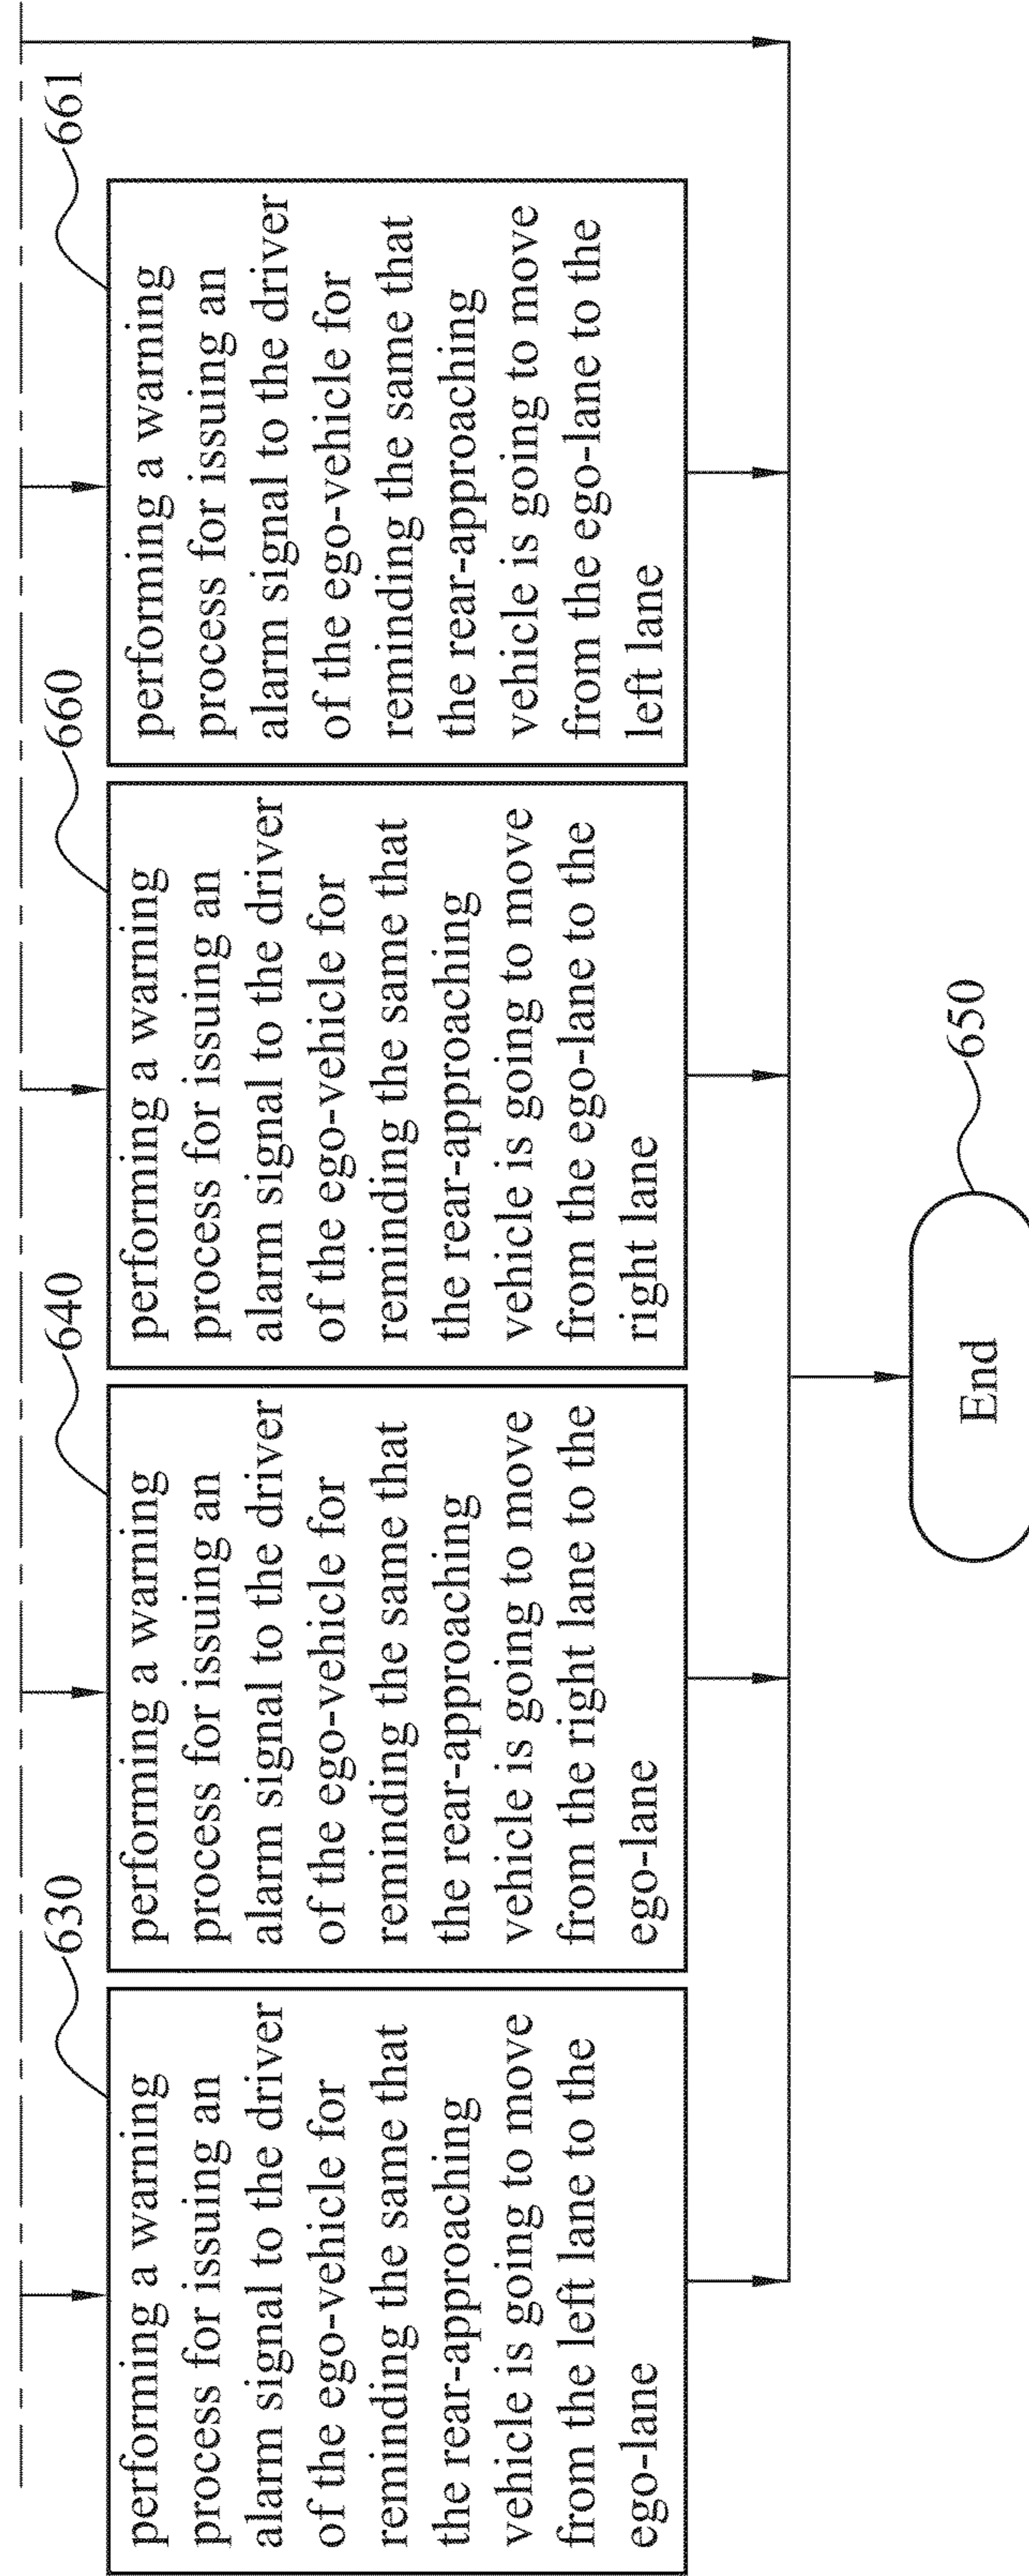 630
performing a warning
process for issuing an
alarm signal to the driver
of the ego-vehicle for
reminding the same that
the rear-approaching
vehicle is going to move
from the left lane to the
ego-lane
640
performing a warning
process for issuing an
alarm signal to the driver
of the ego-vehicle for
reminding the same that
the rear-approaching
vehicle is going to move
from the right lane to the
ego-lane
660
performing a warning
process for issuing an
alarm signal to the driver
of the ego-vehicle for
reminding the same that
the rear-approaching
vehicle is going to move
from the ego-lane to the
right lane
661
performing a warning
process for issuing an
alarm signal to the driver
of the ego-vehicle for
reminding the same that
the rear-approaching
vehicle is going to move
from the ego-lane to the
left lane
650
End